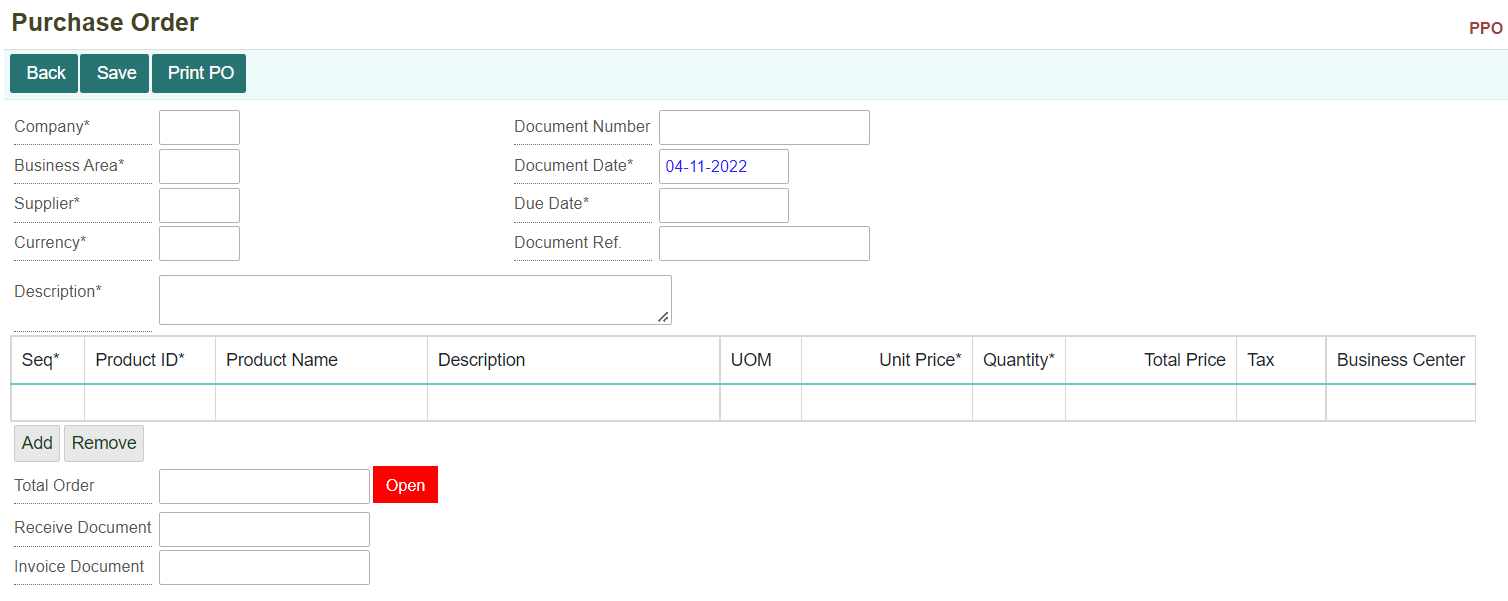 Purchase Order
PPO
Back Save Print PO
Company* Document Number
Business Area* Document Date* 04-11-2022
Supplier* Due Date*
Currency* Document Ref.
Description*
Seq* Product ID* Product Name Description UOM Unit Price* Quantity* Total Price Tax Business Center
Add Remove
Total Order Open
Receive Document
Invoice Document